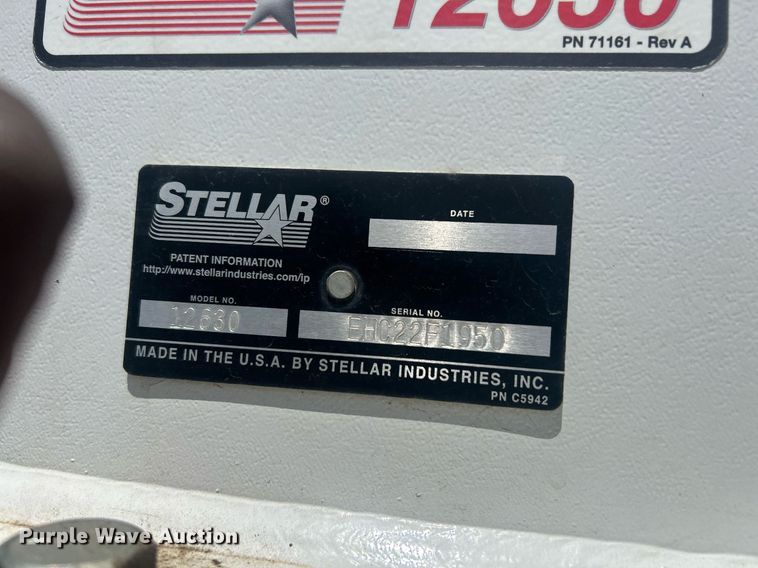 12630
PN 71161 - Rev A
STELLAR®
DATE
PATENT INFORMATION
http://www.stellarindustries.com/ip
MODEL NO.
12630
SERIAL NO.
EHC22F1950
MADE IN THE U.S.A. BY STELLAR INDUSTRIES, INC.
PN C5942
Purple Wave Auction